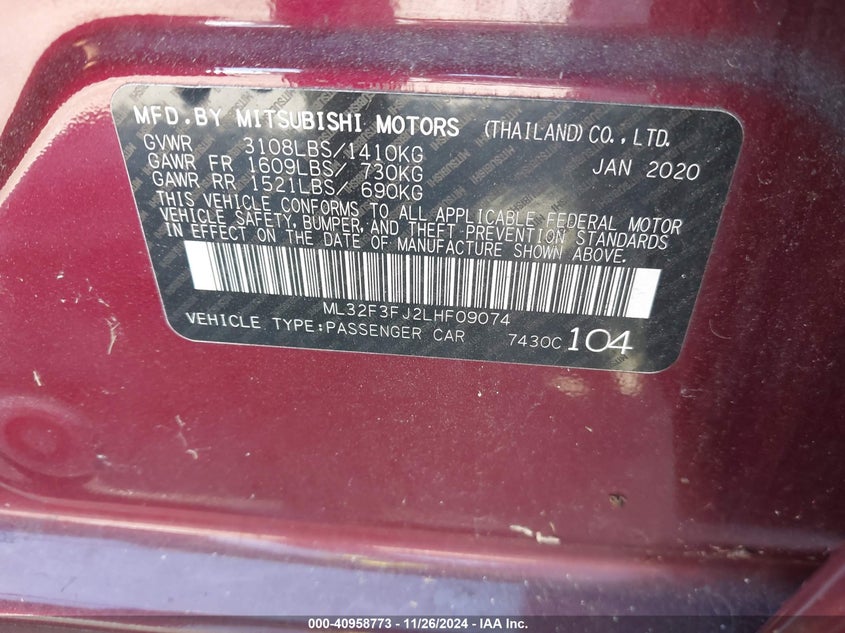 MFD.BY MITSUBISHI MOTORS (THAILAND) CO.,LTD.
GVWR 3108LBS/1410KG JAN 2020
GAWR FR 1609LBS/ 730KG
GAWR RR 1521LBS/ 690KG
THIS VEHICLE CONFORMS TO ALL APPLICABLE FEDERAL MOTOR
VEHICLE SAFETY, BUMPER, AND THEFT PREVENTION STANDARDS
IN EFFECT ON THE DATE OF MANUFACTURE SHOWN ABOVE.
ML32F3FJ2LHF09074
VEHICLE TYPE:PASSENGER CAR 7430C 104
000-40958773 - 11/26/2024 - IAA Inc.